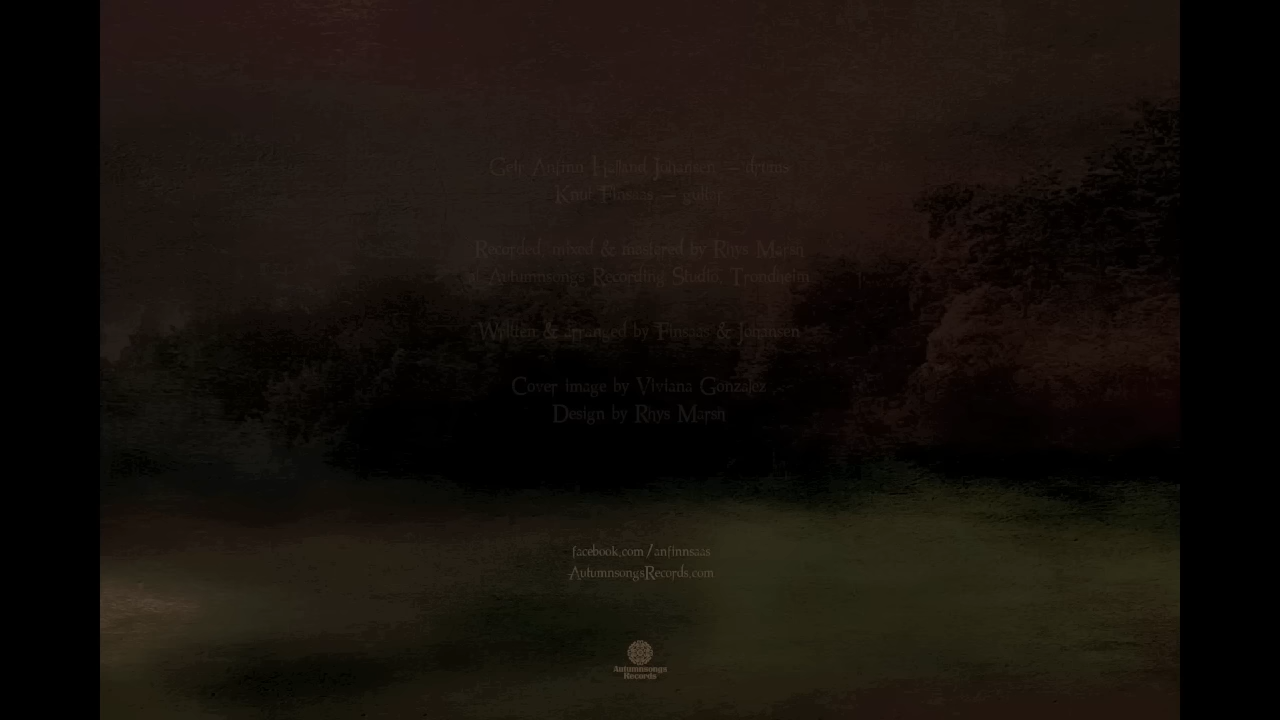 Geir Anfinn Halland Johansen — drums
Knut Finsaas — guitar
Recorded, mixed & mastered by Rhys Marsh
Autumnsongs Recording Studio, Trondheim
Written & arranged by Finsaas & Johansen
Cover image by Viviana Gonzalez
Design by Rhys Marsh
facebook.com/anfinnsaas
AutumnsongsRecords.com
Autumnsongs
Records